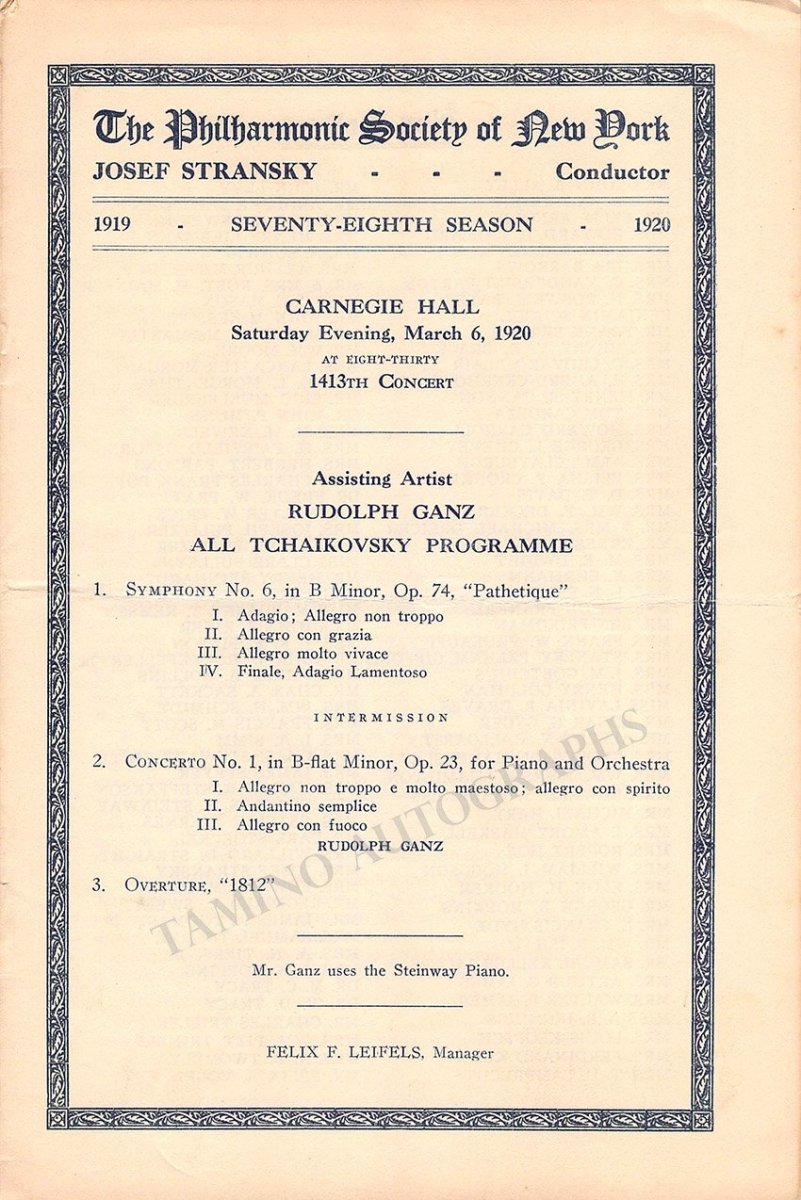 The Philharmonic Society of New York
JOSEF STRANSKY - - - Conductor
1919 - SEVENTY-EIGHTH SEASON - 1920
CARNEGIE HALL
Saturday Evening, March 6, 1920
AT EIGHT-THIRTY
1413TH CONCERT
Assisting Artist
RUDOLPH GANZ
ALL TCHAIKOVSKY PROGRAMME
1. SYMPHONY No. 6, in B Minor, Op. 74, "Pathetique"
I. Adagio; Allegro non troppo
II. Allegro con grazia
III. Allegro molto vivace
IV. Finale, Adagio Lamentoso
INTERMISSION
2. CONCERTO No. 1, in B-flat Minor, Op. 23, for Piano and Orchestra
I. Allegro non troppo e molto maestoso; allegro con spirito
II. Andantino semplice
III. Allegro con fuoco
RUDOLPH GANZ
3. OVERTURE, "1812"
TAMINO AUTOGRAPHS
Mr. Ganz uses the Steinway Piano.
FELIX F. LEIFELS, Manager